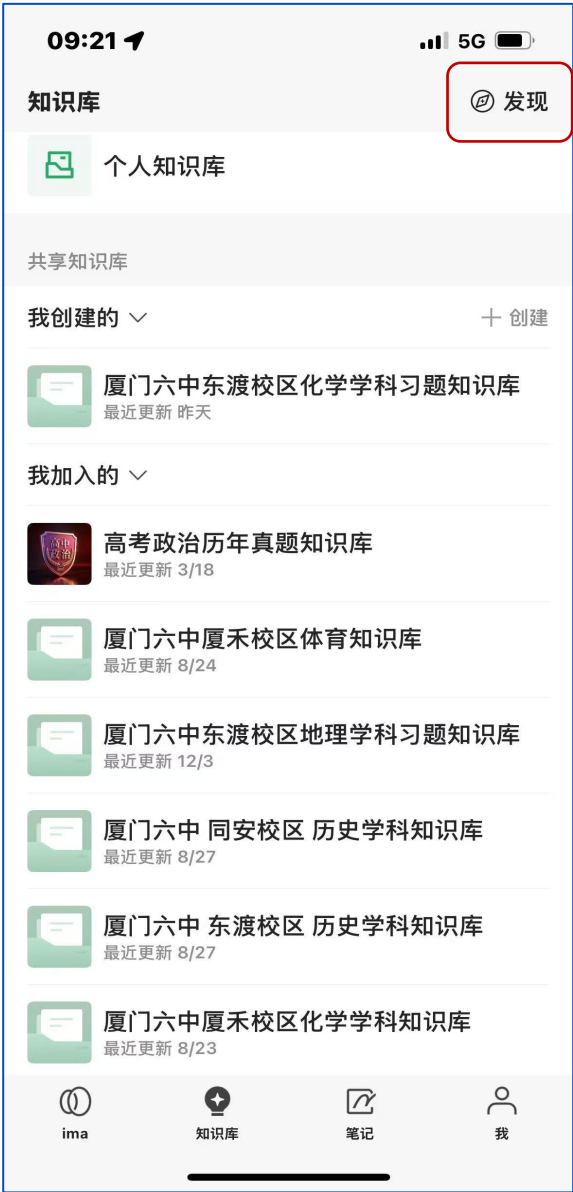 09:21
5G
知识库
发现
个人知识库
共享知识库
我创建的
创建
厦门六中东渡校区化学学科习题知识库
最近更新 昨天
我加入的
高中
政治
高考政治历年真题知识库
最近更新 3/18
厦门六中厦禾校区体育知识库
最近更新 8/24
厦门六中东渡校区地理学科习题知识库
最近更新 12/3
厦门六中 同安校区 历史学科知识库
最近更新 8/27
厦门六中 东渡校区 历史学科知识库
最近更新 8/27
厦门六中厦禾校区化学学科知识库
最近更新 8/23
ima
知识库
笔记
我